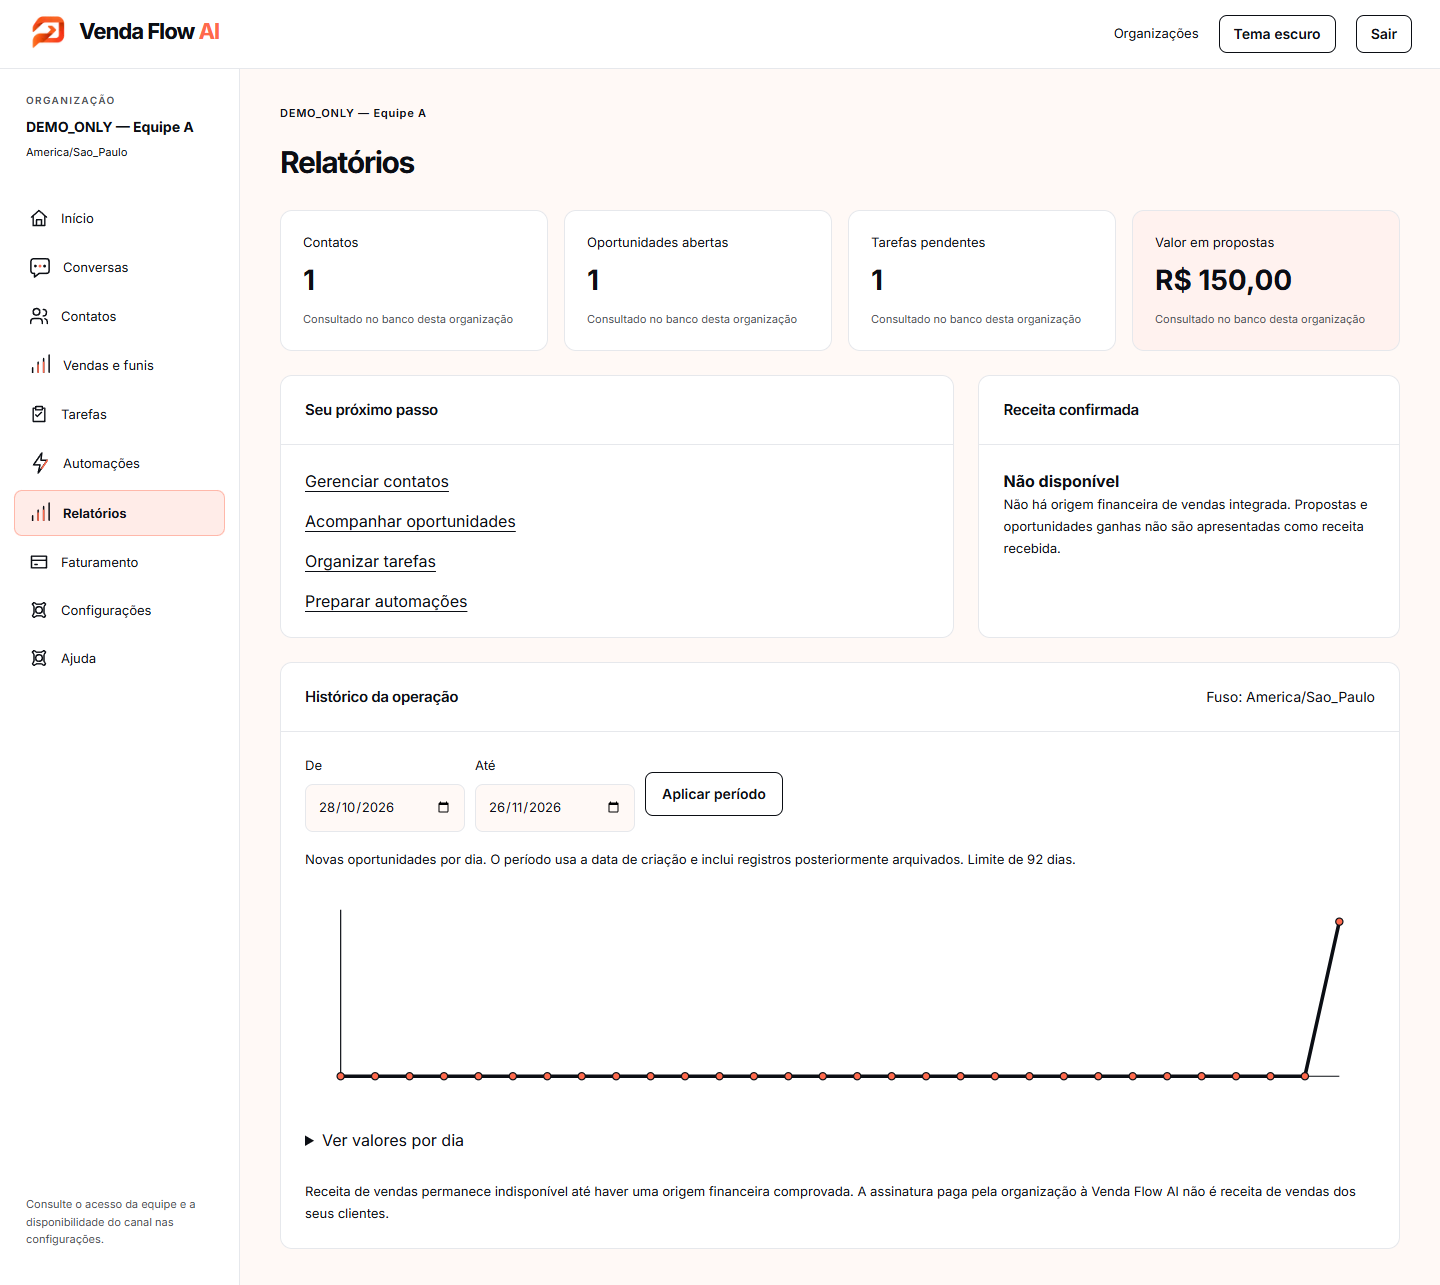 Venda Flow AI
Organizações
Tema escuro
Sair
ORGANIZAÇÃO
DEMO_ONLY — Equipe A
America/Sao_Paulo
Início
Conversas
Contatos
Vendas e funis
Tarefas
Automações
Relatórios
Faturamento
Configurações
Ajuda
Consulte o acesso da equipe e a
disponibilidade do canal nas
configurações.
DEMO_ONLY — Equipe A
Relatórios
Contatos
1
Consultado no banco desta organização
Oportunidades abertas
1
Consultado no banco desta organização
Tarefas pendentes
1
Consultado no banco desta organização
Valor em propostas
R$ 150,00
Consultado no banco desta organização
Seu próximo passo
Gerenciar contatos
Acompanhar oportunidades
Organizar tarefas
Preparar automações
Receita confirmada
Não disponível
Não há origem financeira de vendas integrada. Propostas e
oportunidades ganhas não são apresentadas como receita
recebida.
Histórico da operação
Fuso: America/Sao_Paulo
De
Até
28/10/2026
26/11/2026
Aplicar período
Novas oportunidades por dia. O período usa a data de criação e inclui registros posteriormente arquivados. Limite de 92 dias.
Ver valores por dia
Receita de vendas permanece indisponível até haver uma origem financeira comprovada. A assinatura paga pela organização à Venda Flow AI não é receita de vendas dos
seus clientes.